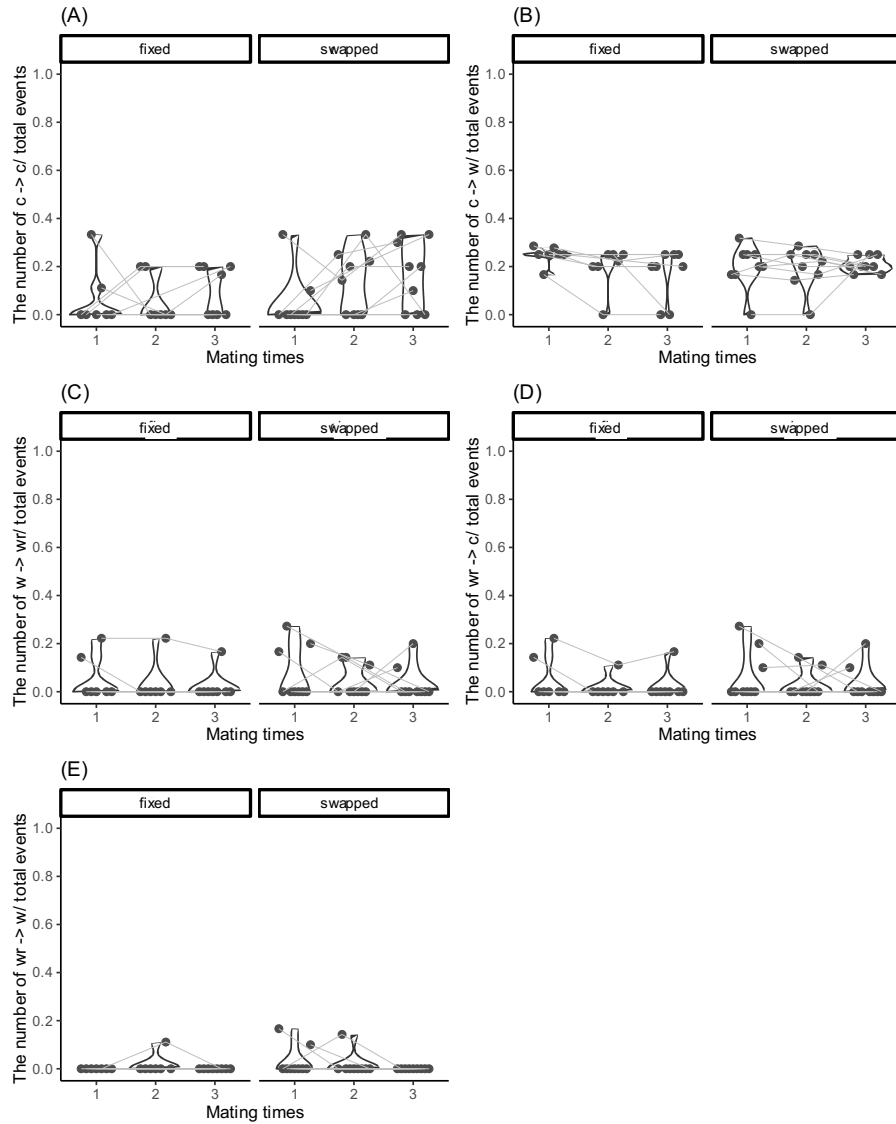 (A)
fixed
swapped
The number of c -> c/ total events
1.0
0.8
0.6
0.4
0.2
0.0
1 2 3
1 2 3
Mating times
(B)
fixed
swapped
The number of c -> w/ total events
1.0
0.8
0.6
0.4
0.2
0.0
1 2 3
1 2 3
Mating times
(C)
fixed
swapped
The number of w -> wr/ total events
1.0
0.8
0.6
0.4
0.2
0.0
1 2 3
1 2 3
Mating times
(D)
fixed
swapped
The number of wr -> c/ total events
1.0
0.8
0.6
0.4
0.2
0.0
1 2 3
1 2 3
Mating times
(E)
fixed
swapped
The number of wr -> w/ total events
1.0
0.8
0.6
0.4
0.2
0.0
1 2 3
1 2 3
Mating times